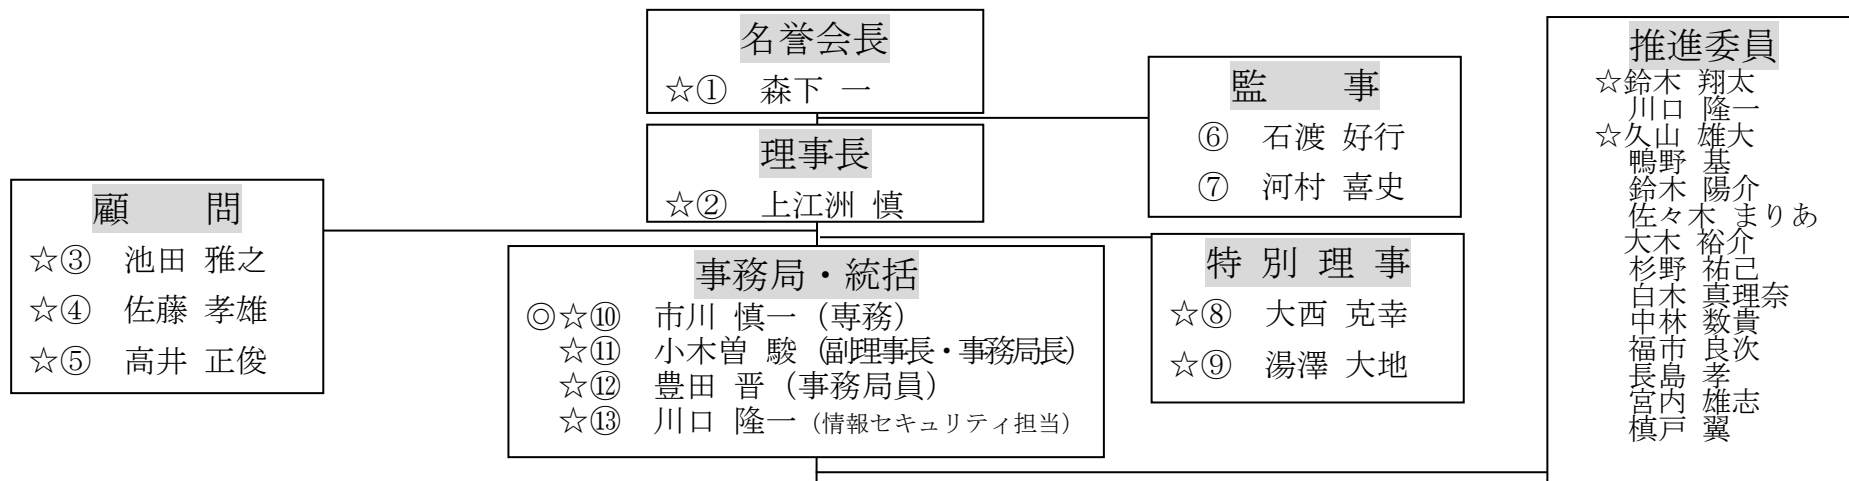 名誉会長
☆① 森下 一
理事長
☆② 上江洲 慎
監 事
⑥ 石渡 好行
⑦ 河村 喜史
顧 問
☆③ 池田 雅之
☆④ 佐藤 孝雄
☆⑤ 高井 正俊
事務局・統括
◎☆⑩ 市川 慎一(専務)
☆⑪ 小木曽 駿(副理事長・事務局長)
☆⑫ 豊田 晋(事務局員)
☆⑬ 川口 隆一(情報セキュリティ担当)
特 別 理 事
☆⑧ 大西 克幸
☆⑨ 湯澤 大地
推進委員
☆鈴木 翔太
川口 隆一
☆久山 雄大
鴨野 基
鈴木 陽介
佐々木 まりあ
大木 裕介
杉野 祐己
白木 真理奈
中林 数貴
福市 良次
長島 孝
宮内 雄志
槙戸 翼